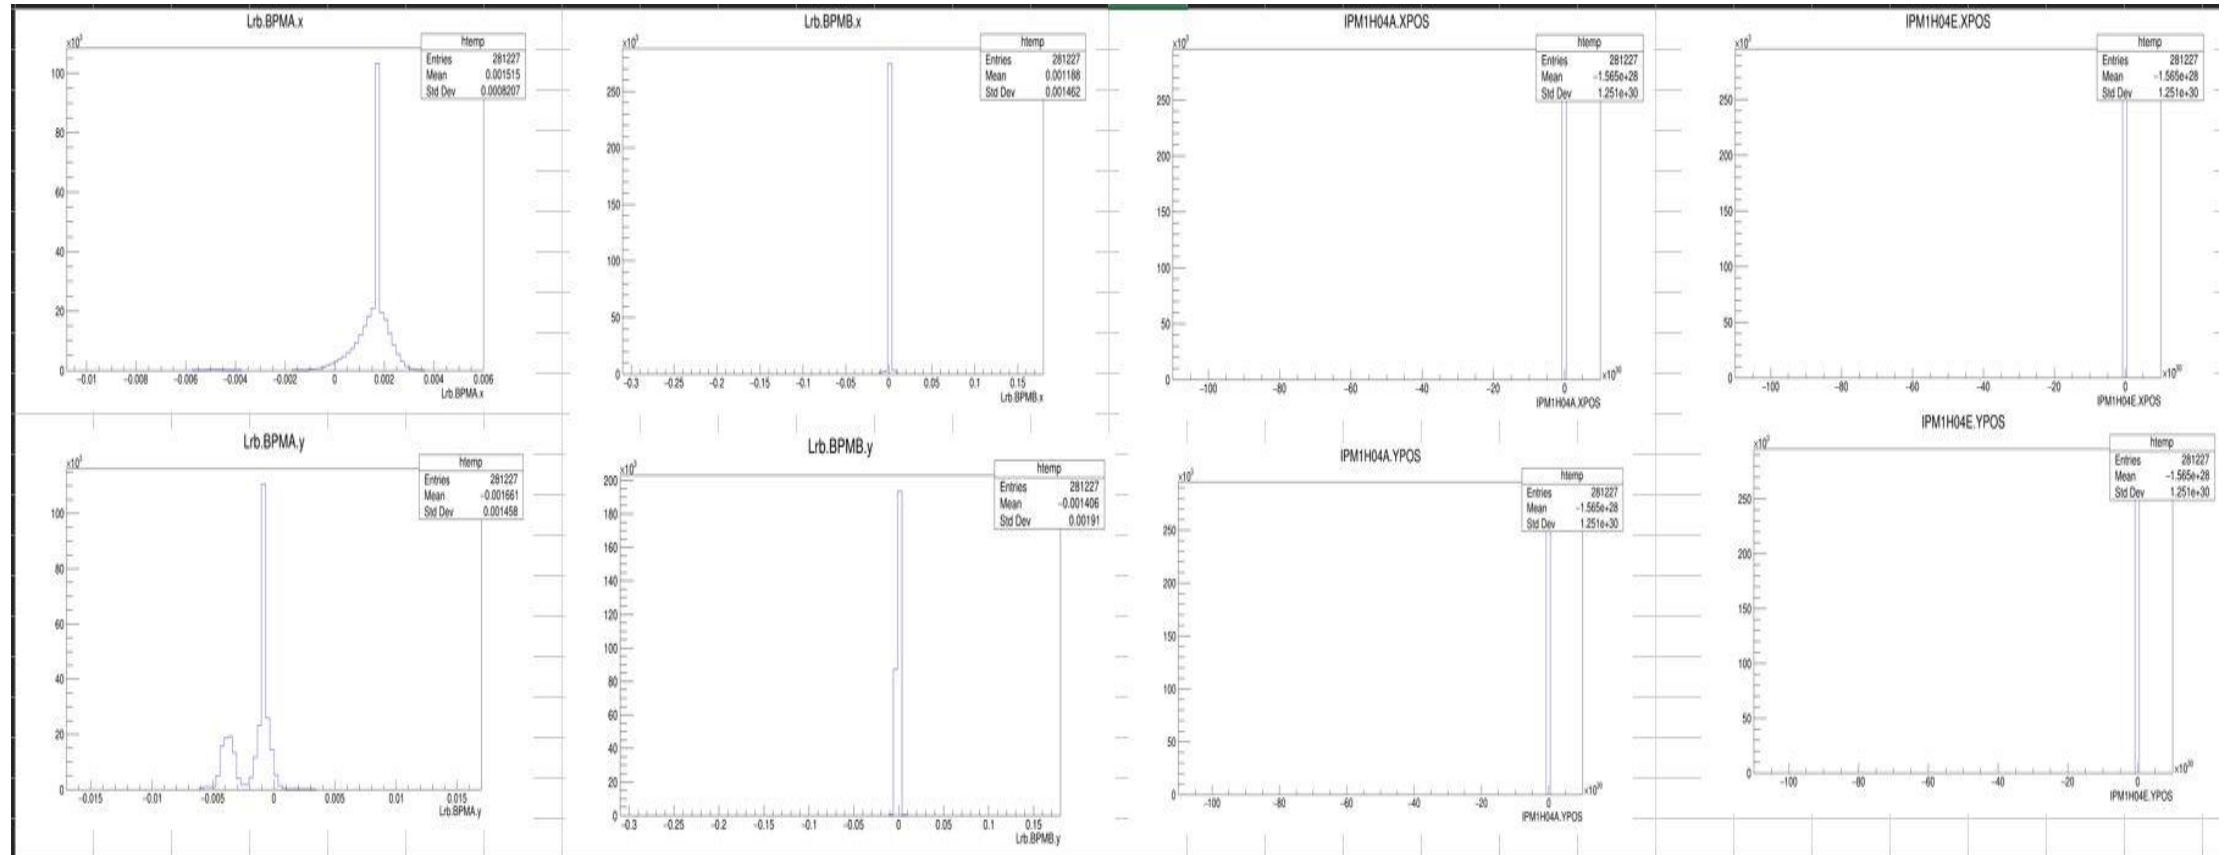 Lrb.BPMA.x
×10³
htemp
Entries 281227
Mean 0.001515
Std Dev 0.0008207
100
80
60
40
20
0
−0.01 −0.008 −0.006 −0.004 −0.002 0 0.002 0.004 0.006
Lrb.BPMA.x
Lrb.BPMB.x
×10³
htemp
Entries 281227
Mean 0.001188
Std Dev 0.001462
250
200
150
100
50
0
−0.3 −0.25 −0.2 −0.15 −0.1 −0.05 0 0.05 0.1 0.15
Lrb.BPMB.x
IPM1H04A.XPOS
×10³
htemp
Entries 281227
Mean −1.565e+28
Std Dev 1.251e+30
250
200
150
100
50
0
−100 −80 −60 −40 −20 0
×10³⁰
IPM1H04A.XPOS
IPM1H04E.XPOS
×10³
htemp
Entries 281227
Mean −1.565e+28
Std Dev 1.251e+30
250
200
150
100
50
0
−100 −80 −60 −40 −20 0
×10³⁰
IPM1H04E.XPOS
Lrb.BPMA.y
×10³
htemp
Entries 281227
Mean −0.001661
Std Dev 0.001458
100
80
60
40
20
0
−0.015 −0.01 −0.005 0 0.005 0.01 0.015
Lrb.BPMA.y
Lrb.BPMB.y
×10³
htemp
Entries 281227
Mean −0.001406
Std Dev 0.00191
200
180
160
140
120
100
80
60
40
20
0
−0.3 −0.25 −0.2 −0.15 −0.1 −0.05 0 0.05 0.1 0.15
Lrb.BPMB.y
IPM1H04A.YPOS
×10³
htemp
Entries 281227
Mean −1.565e+28
Std Dev 1.251e+30
250
200
150
100
50
0
−100 −80 −60 −40 −20 0
×10³⁰
IPM1H04A.YPOS
IPM1H04E.YPOS
×10³
htemp
Entries 281227
Mean −1.565e+28
Std Dev 1.251e+30
250
200
150
100
50
0
−100 −80 −60 −40 −20 0
×10³⁰
IPM1H04E.YPOS